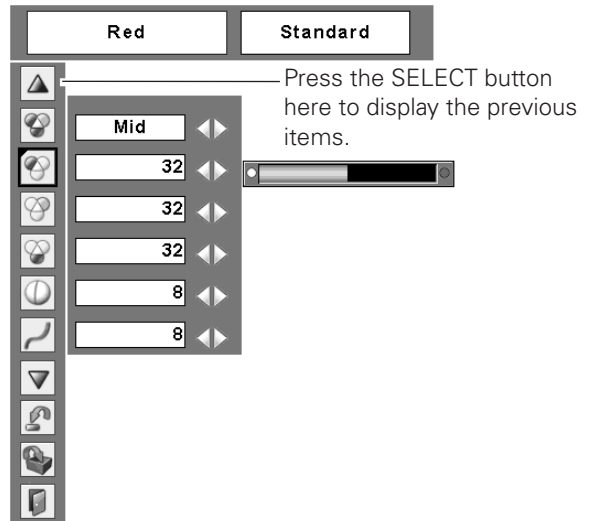 Red Standard
Press the SELECT button
here to display the previous
items.
Mid
32
32
32
8
8